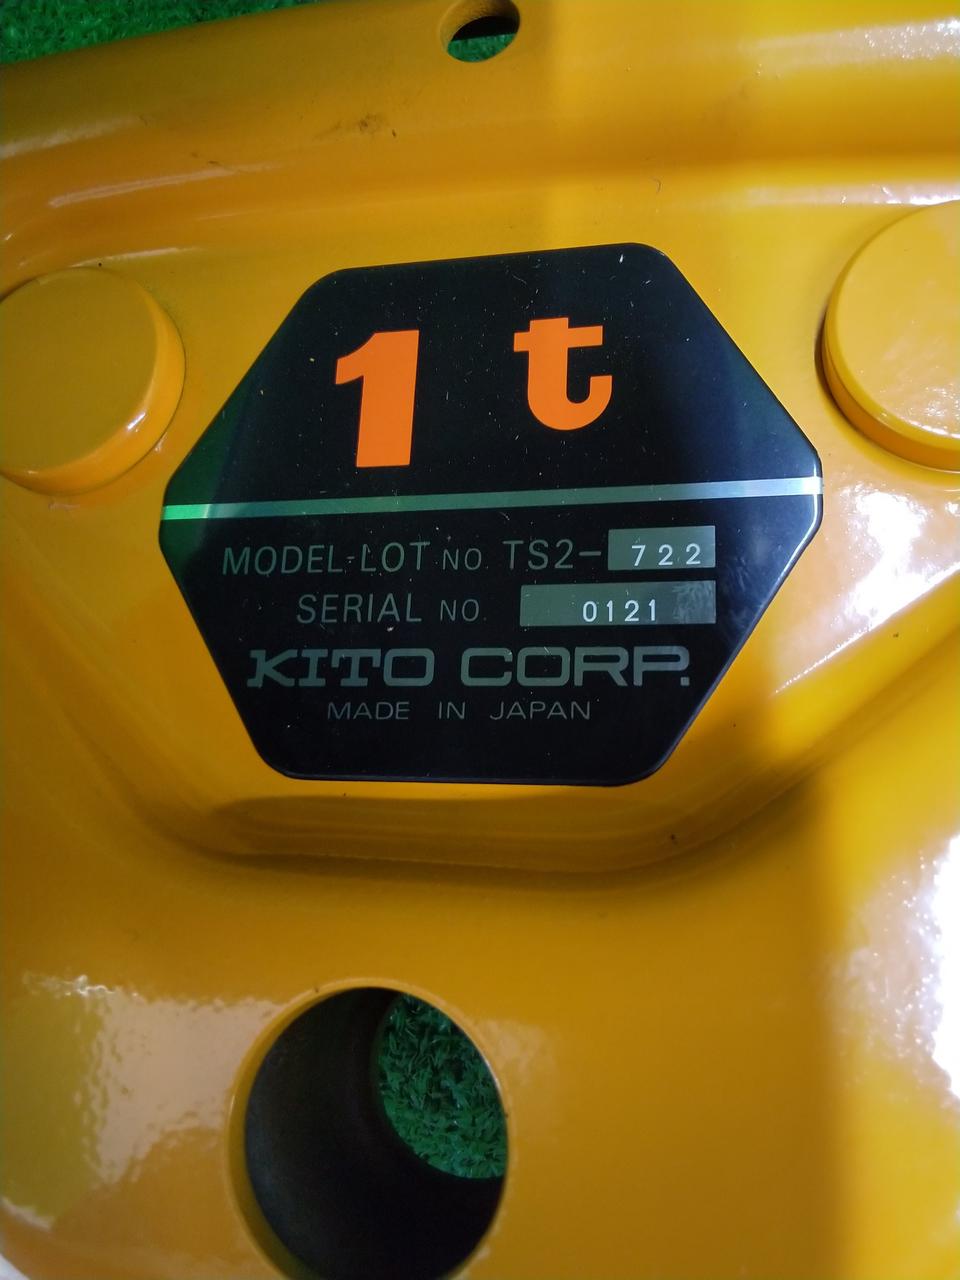 1t
MODEL-LOT NO. TS2-722
SERIAL NO. 0121
KITO CORP.
MADE IN JAPAN